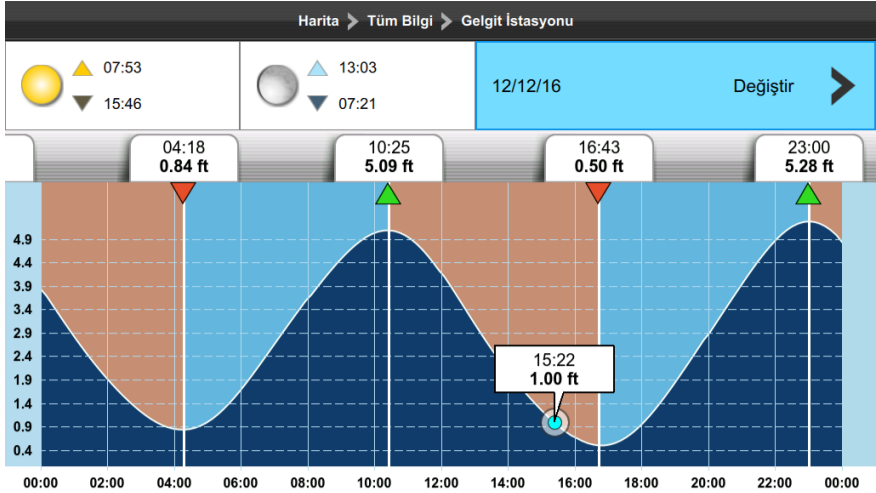 Harita Tüm Bilgi Gelgit İstasyonu
07:53
15:46
13:03
07:21
12/12/16 Değiştir
04:18
0.84 ft
10:25
5.09 ft
16:43
0.50 ft
23:00
5.28 ft
4.9
4.4
3.9
3.4
2.9
2.4
1.9
1.4
0.9
0.4
15:22
1.00 ft
00:00 02:00 04:00 06:00 08:00 10:00 12:00 14:00 16:00 18:00 20:00 22:00 00:00